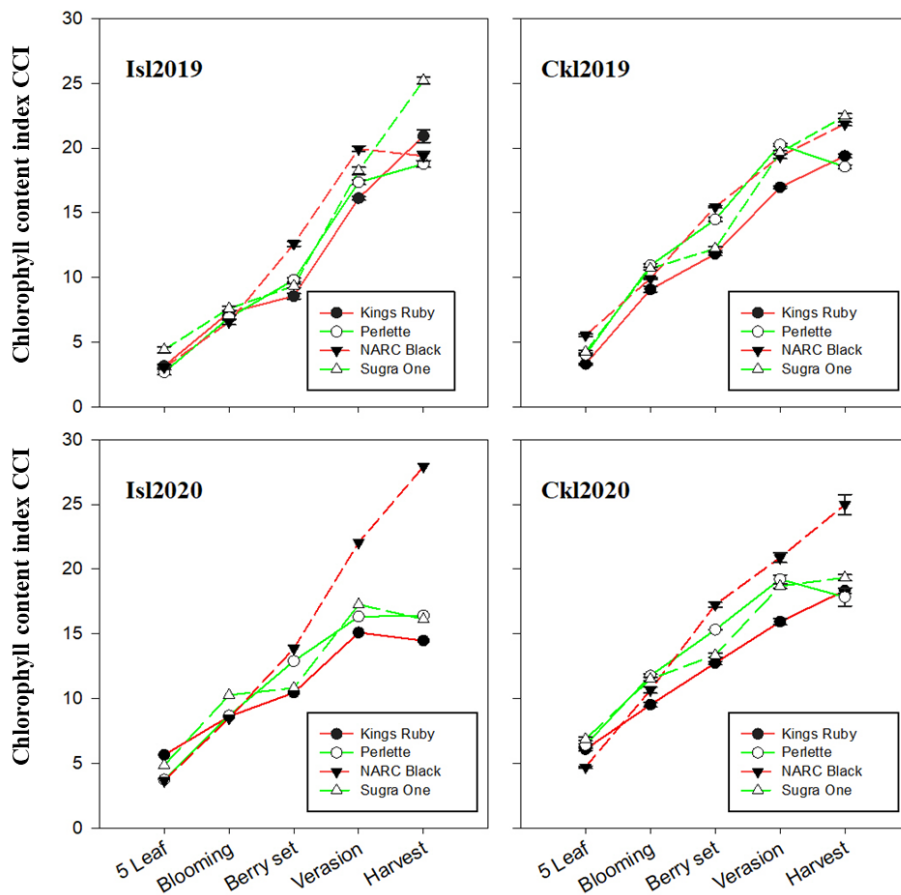 Chlorophyll content index CCI
30
25
20
15
10
5
0
Isl2019
Kings Ruby
Perlette
NARC Black
Sugra One
Ckl2019
Kings Ruby
Perlette
NARC Black
Sugra One
Chlorophyll content index CCI
30
25
20
15
10
5
0
Isl2020
Kings Ruby
Perlette
NARC Black
Sugra One
Ckl2020
Kings Ruby
Perlette
NARC Black
Sugra One
5 Leaf
Blooming
Berry set
Verasion
Harvest
5 Leaf
Blooming
Berry set
Verasion
Harvest